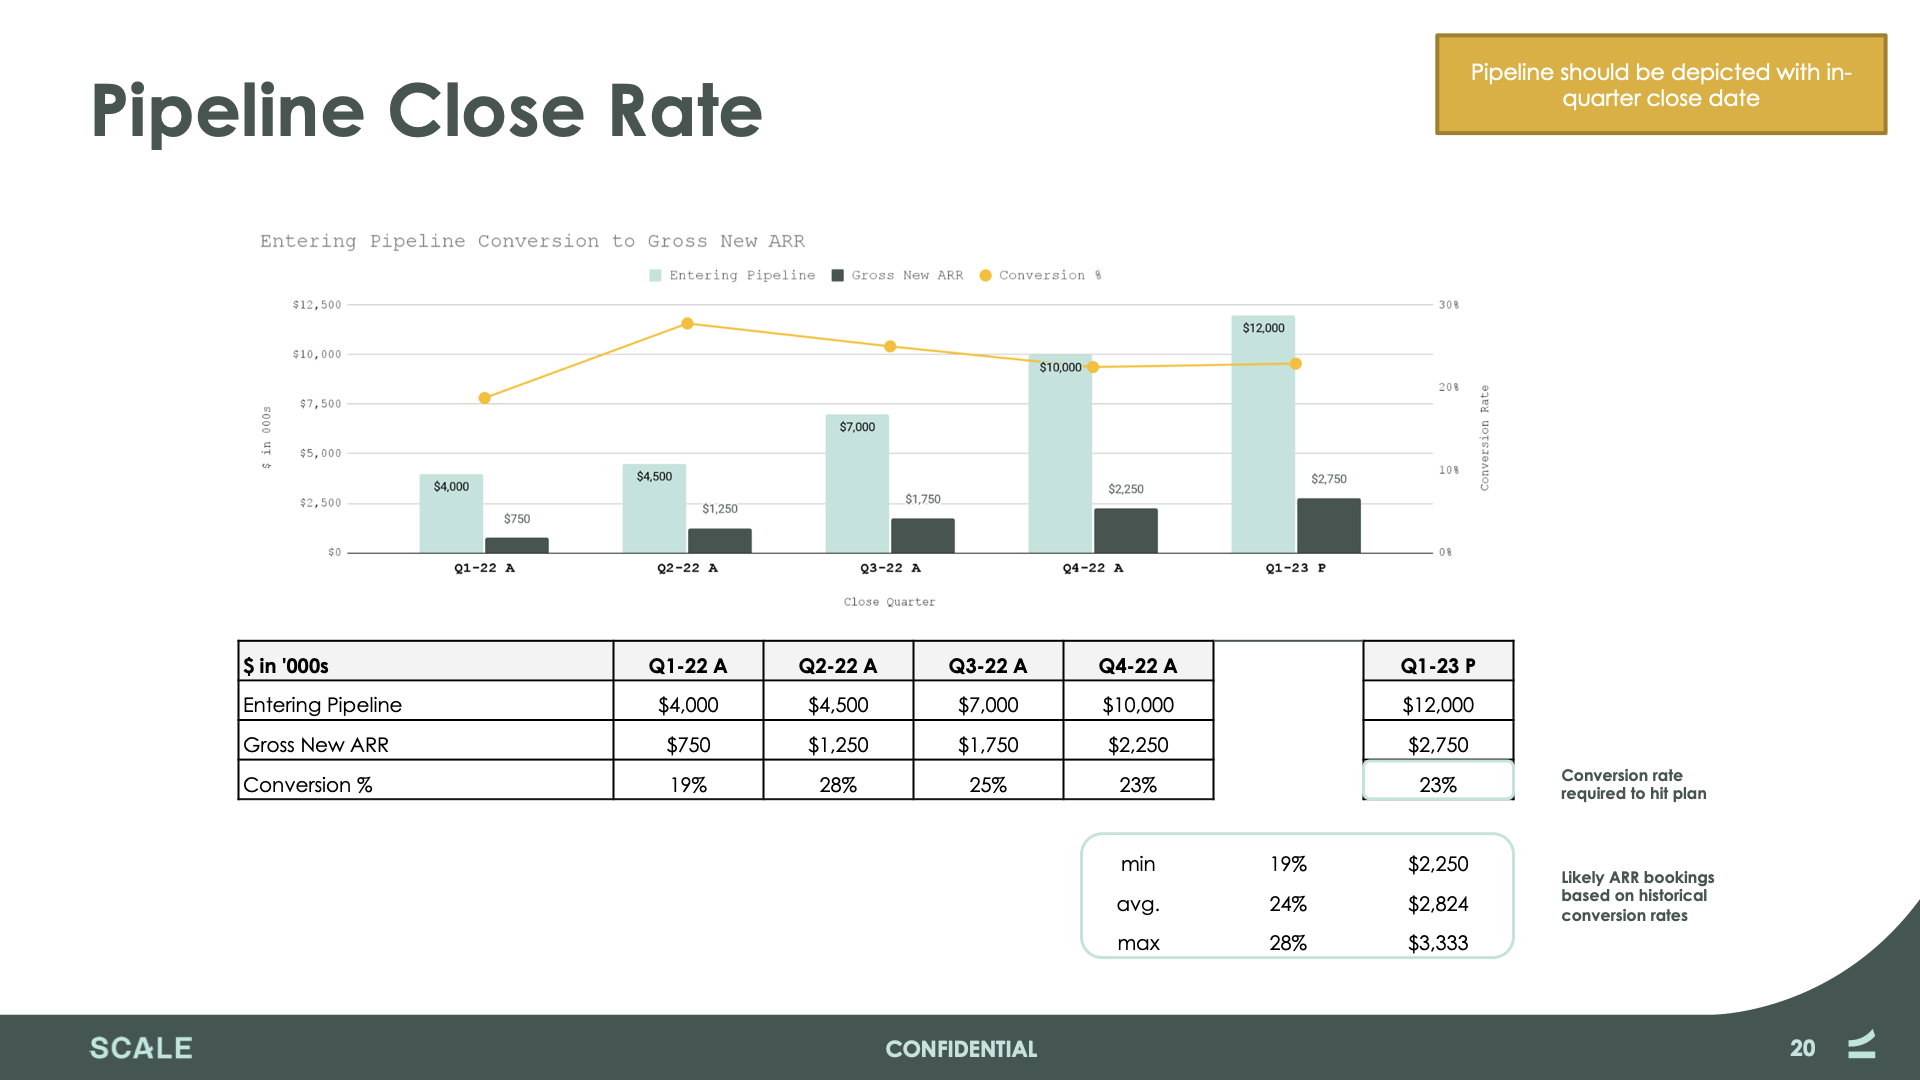 Pipeline Close Rate
Pipeline should be depicted with in-
quarter close date
Entering Pipeline Conversion to Gross New ARR
Entering Pipeline Gross New ARR Conversion %
$12,500
$10,000
$7,500
$5,000
$2,500
$0
$ in 000s
30%
20%
10%
0%
Conversion Rate
$4,000
$750
$4,500
$1,250
$7,000
$1,750
$10,000
$2,250
$12,000
$2,750
Q1-22 A Q2-22 A Q3-22 A Q4-22 A Q1-23 P
Close Quarter
$ in '000s Q1-22 A Q2-22 A Q3-22 A Q4-22 A Q1-23 P
Entering Pipeline $4,000 $4,500 $7,000 $10,000 $12,000
Gross New ARR $750 $1,250 $1,750 $2,250 $2,750
Conversion % 19% 28% 25% 23% 23%
Conversion rate
required to hit plan
min 19% $2,250
avg. 24% $2,824
max 28% $3,333
Likely ARR bookings
based on historical
conversion rates
SCALE
CONFIDENTIAL
20